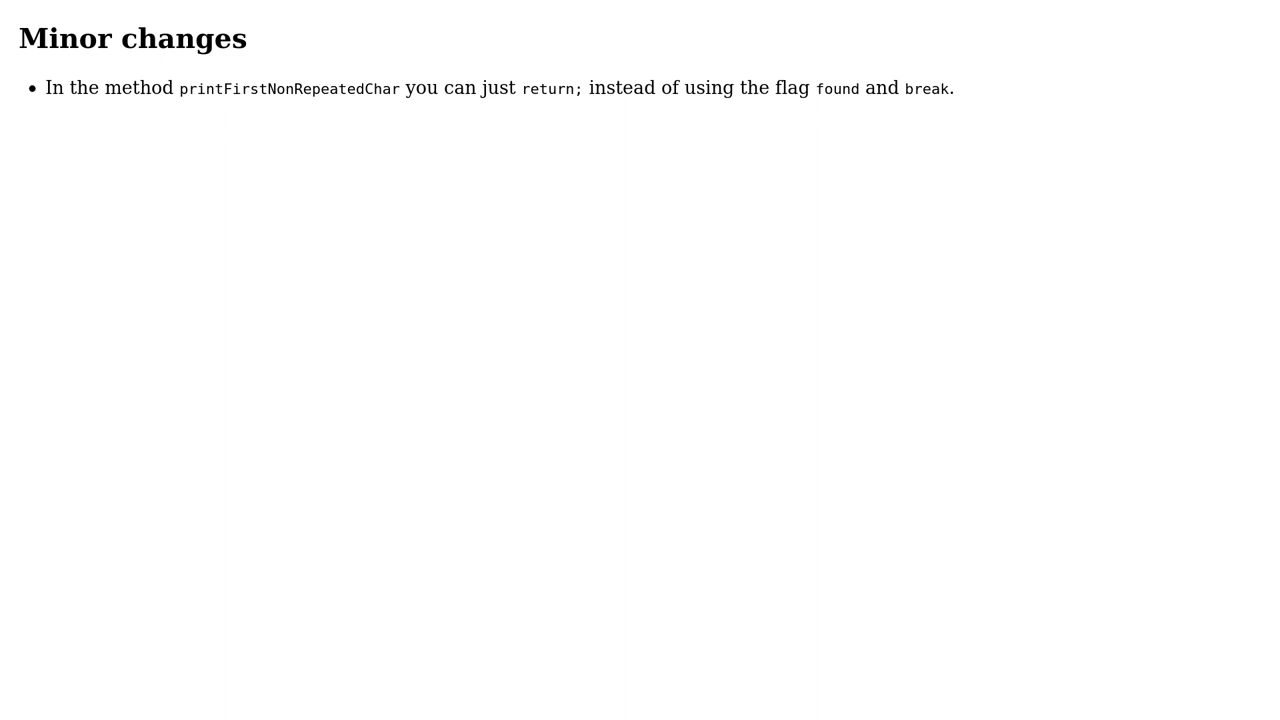 Minor changes
• In the method printFirstNonRepeatedChar you can just return; instead of using the flag found and break.